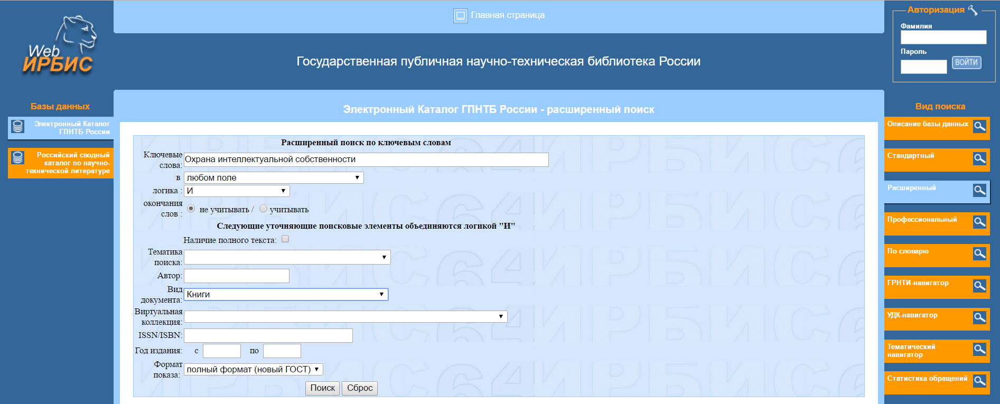 Главная страница
Авторизация
Фамилия
Пароль
ВОЙТИ
Web
ИРБИС
Государственная публичная научно-техническая библиотека России
Базы данных
Электронный Каталог
ГПНТБ России
Российский сводный
каталог по научно-
технической литературе
Электронный Каталог ГПНТБ России - расширенный поиск
Расширенный поиск по ключевым словам
Ключевые
слова:
Охрана интеллектуальной собственности
в любом поле
логика : И
окончания
слов :
не учитывать / учитывать
Следующие уточняющие поисковые элементы объединяются логикой "И"
Наличие полного текста:
Тематика
поиска:
Автор:
Вид
документа:
Книги
Виртуальная
коллекция:
ISSN/ISBN:
Год издания: с по
Формат
показа:
полный формат (новый ГОСТ)
Поиск Сброс
ИРБИС 64 ИРБИС 6
Вид поиска
Описание базы данных
Стандартный
Расширенный
Профессиональный
По словарю
ГРНТИ-навигатор
УДК-навигатор
Тематический
навигатор
Статистика обращений